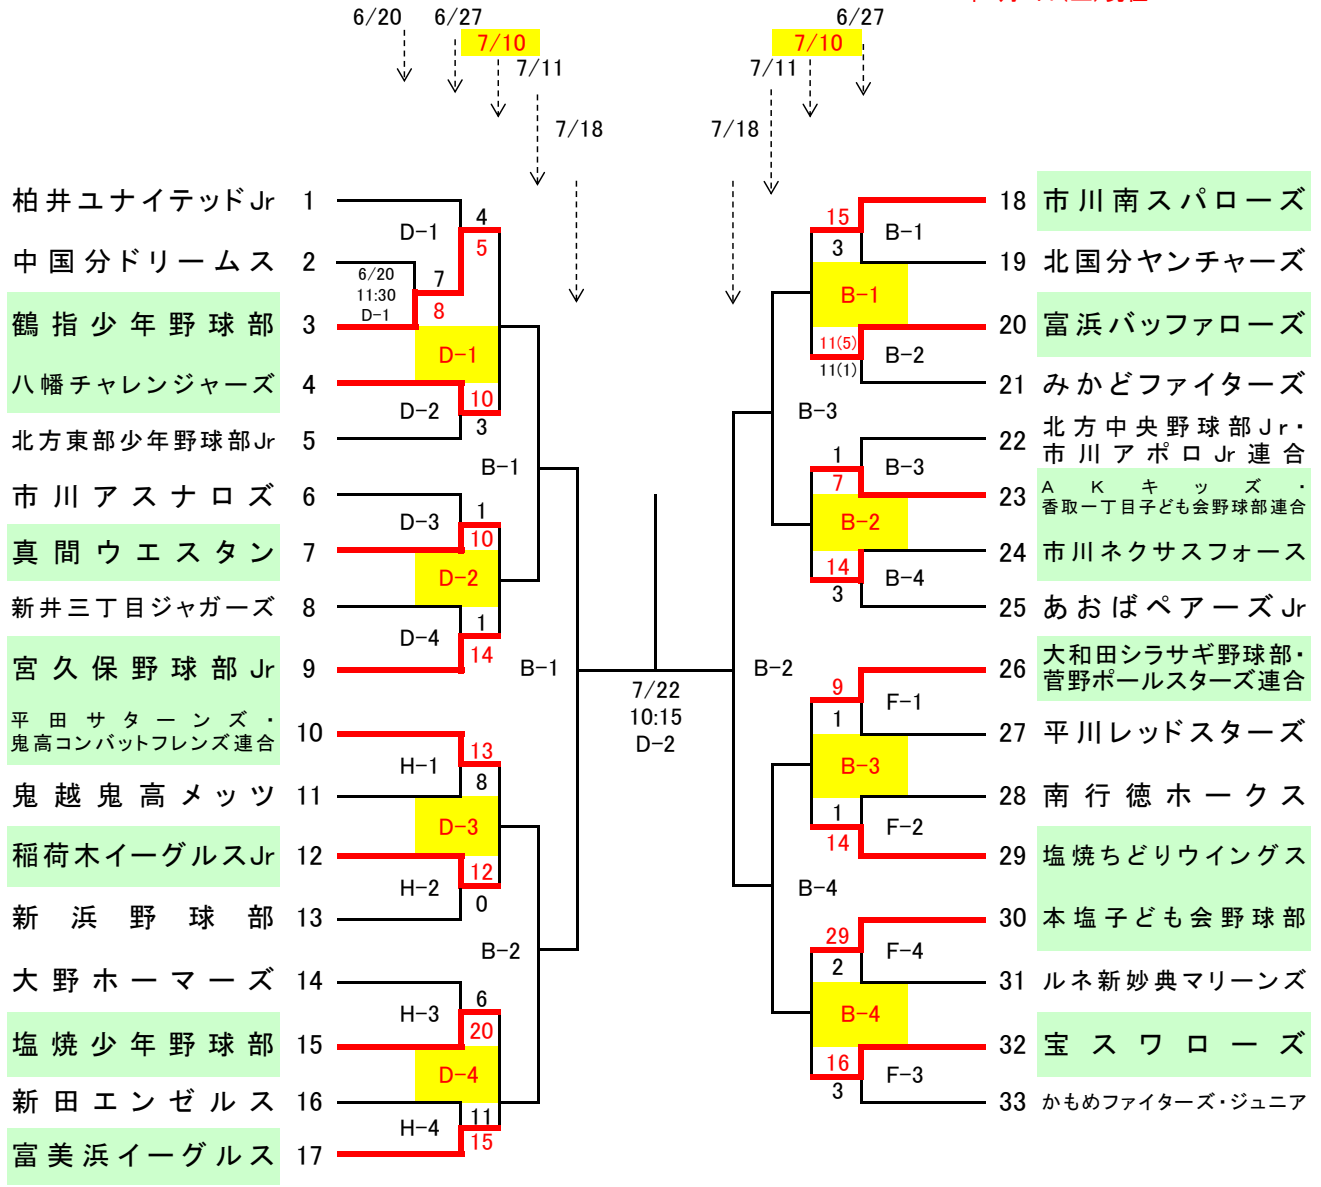 6/20
6/27
7/10
7/11
7/18
6/27
7/10
7/11
7/18
柏井ユナイテッドJr 1
中国分ドリームス 2
鶴指少年野球部 3
八幡チャレンジャーズ 4
北方東部少年野球部Jr 5
市川アスナロズ 6
真間ウエスタン 7
新井三丁目ジャガーズ 8
宮久保野球部Jr 9
平田サターンズ・
鬼高コンバットフレンズ連合 10
鬼越鬼高メッツ 11
稲荷木イーグルスJr 12
新浜野球部 13
大野ホーマーズ 14
塩焼少年野球部 15
新田エンゼルス 16
富美浜イーグルス 17
D-1
4
5
6/20
11:30
D-1
7
8
D-1
D-2
10
3
B-1
D-3
1
10
D-2
D-4
1
14
B-1
H-1
13
8
D-3
H-2
12
0
B-2
H-3
6
20
D-4
H-4
11
15
7/22
10:15
D-2
15
3
B-1
B-1
11(5)
11(1)
B-2
B-3
1
7
B-3
B-2
14
3
B-4
B-2
9
1
F-1
B-3
1
14
F-2
B-4
29
2
F-4
B-4
16
3
F-3
18 市川南スパローズ
19 北国分ヤンチャーズ
20 富浜バッファローズ
21 みかどファイターズ
22 北方中央野球部Jr・
市川アポロJr連合
23 AKキッズ・
香取一丁目子ども会野球部連合
24 市川ネクサスフォース
25 あおばペアーズJr
26 大和田シラサギ野球部・
菅野ポールスターズ連合
27 平川レッドスターズ
28 南行徳ホークス
29 塩焼ちどりウイングス
30 本塩子ども会野球部
31 ルネ新妙典マリーンズ
32 宝スワローズ
33 かもめファイターズ・ジュニア